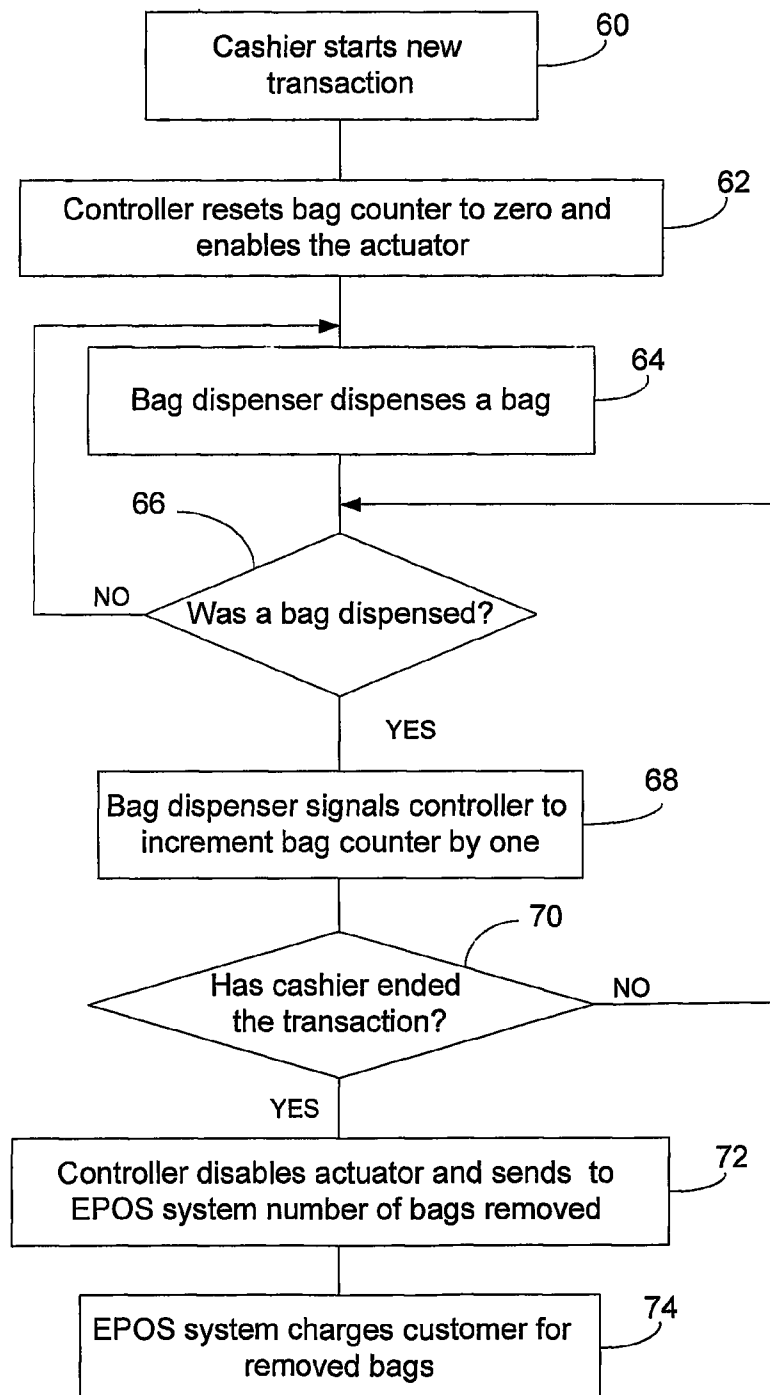 Cashier starts new
transaction
60
Controller resets bag counter to zero and
enables the actuator
62
Bag dispenser dispenses a bag
64
66
Was a bag dispensed?
NO
YES
Bag dispenser signals controller to
increment bag counter by one
68
70
Has cashier ended
the transaction?
NO
YES
Controller disables actuator and sends to
EPOS system number of bags removed
72
EPOS system charges customer for
removed bags
74